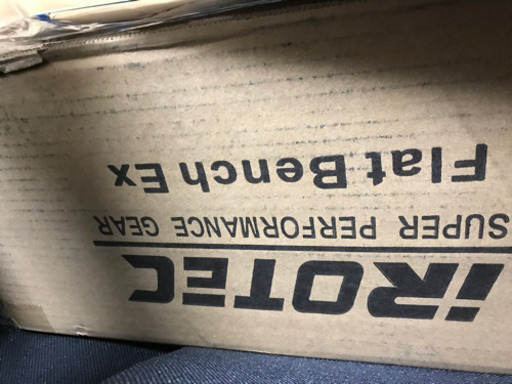 iROTEC
SUPER PERFORMANCE GEAR
Flat Bench Ex